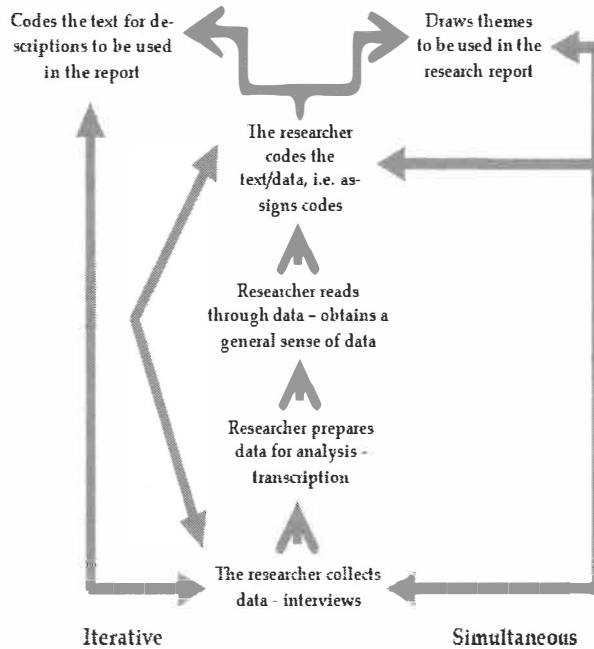 Codes the text for de-
scriptions to be used
in the report
Draws themes
to be used in the
research report
The researcher
codes the
text/data, i.e. as-
signs codes
Researcher reads
through data – obtains a
general sense of data
Researcher prepares
data for analysis -
transcription
The researcher collects
data - interviews
Iterative
Simultaneous